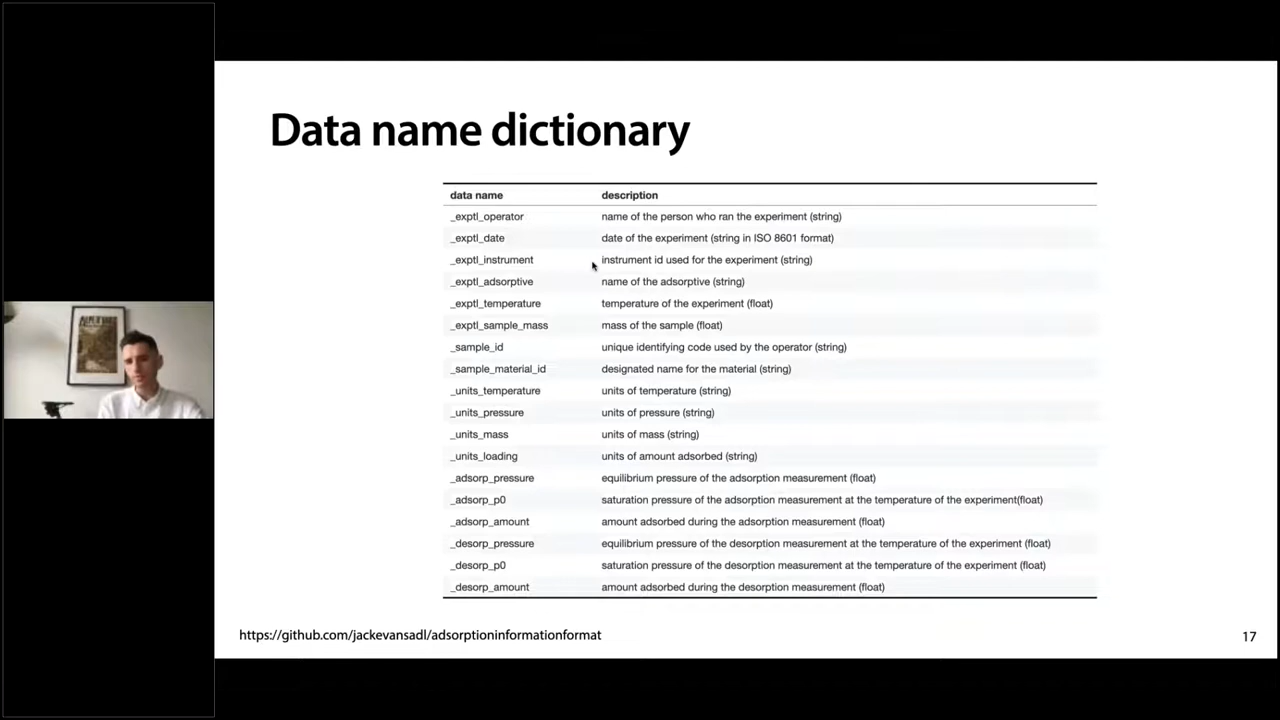 Data name dictionary
data name description
_exptl_operator name of the person who ran the experiment (string)
_exptl_date date of the experiment (string in ISO 8601 format)
_exptl_instrument instrument id used for the experiment (string)
_exptl_adsorptive name of the adsorptive (string)
_exptl_temperature temperature of the experiment (float)
_exptl_sample_mass mass of the sample (float)
_sample_id unique identifying code used by the operator (string)
_sample_material_id designated name for the material (string)
_units_temperature units of temperature (string)
_units_pressure units of pressure (string)
_units_mass units of mass (string)
_units_loading units of amount adsorbed (string)
_adsorp_pressure equilibrium pressure of the adsorption measurement (float)
_adsorp_p0 saturation pressure of the adsorption measurement at the temperature of the experiment(float)
_adsorp_amount amount adsorbed during the adsorption measurement (float)
_desorp_pressure equilibrium pressure of the desorption measurement at the temperature of the experiment (float)
_desorp_p0 saturation pressure of the desorption measurement at the temperature of the experiment (float)
_desorp_amount amount adsorbed during the desorption measurement (float)
https://github.com/jackevansadl/adsorptioninformationformat
17